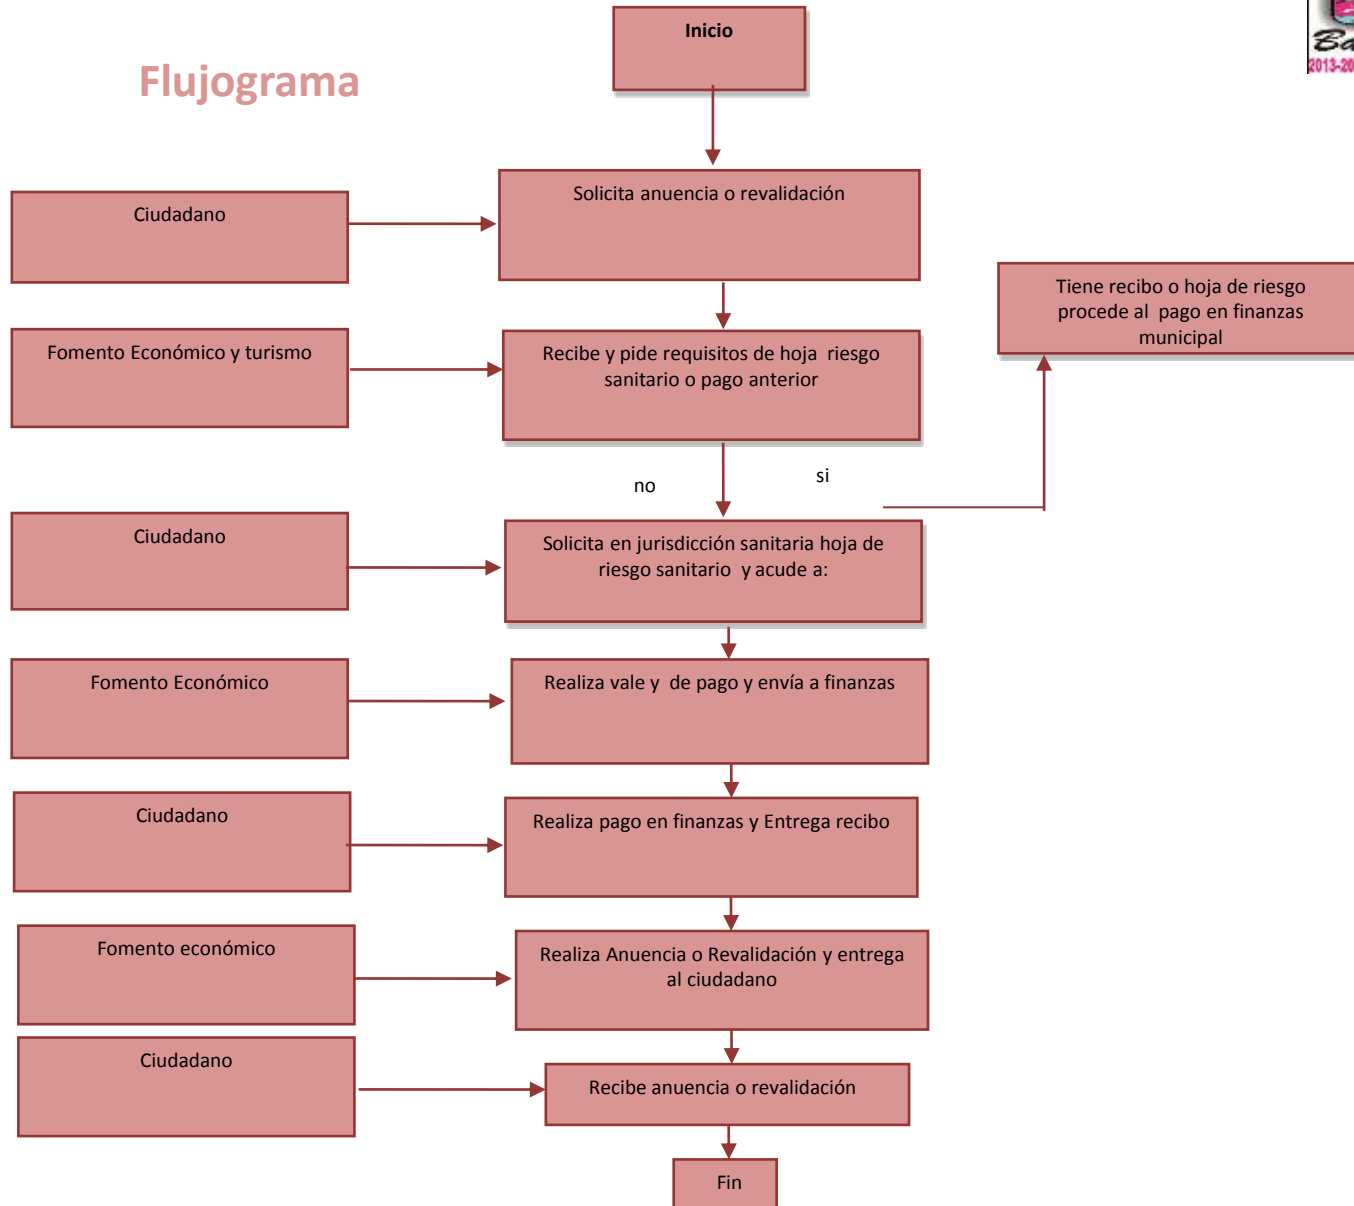 Inicio
Flujograma
2013-20
Ciudadano
Solicita anuencia o revalidación
Tiene recibo o hoja de riesgo
procede al pago en finanzas
municipal
Fomento Económico y turismo
Recibe y pide requisitos de hoja riesgo
sanitario o pago anterior
no
si
Ciudadano
Solicita en jurisdicción sanitaria hoja de
riesgo sanitario y acude a:
Fomento Económico
Realiza vale y de pago y envía a finanzas
Ciudadano
Realiza pago en finanzas y Entrega recibo
Fomento económico
Realiza Anuencia o Revalidación y entrega
al ciudadano
Ciudadano
Recibe anuencia o revalidación
Fin